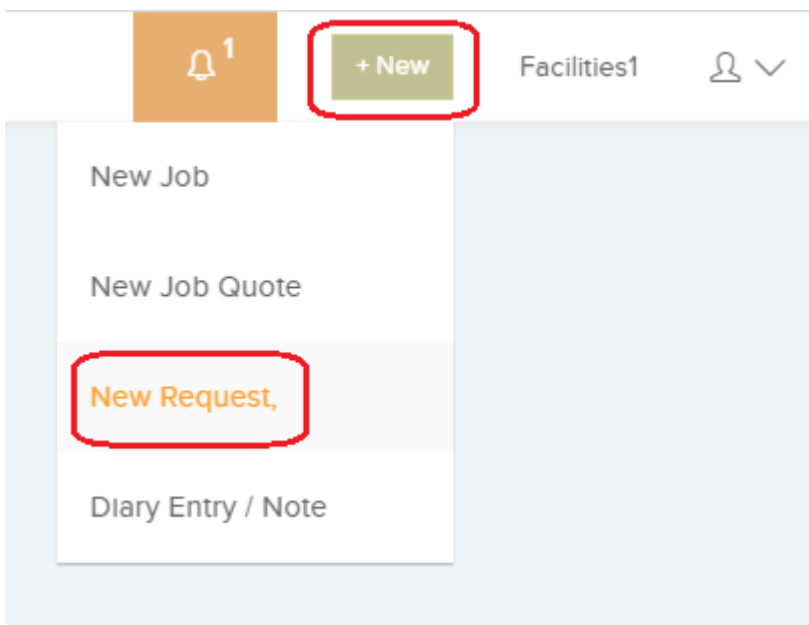 1
+ New
Facilities1
New Job
New Job Quote
New Request,
Diary Entry / Note